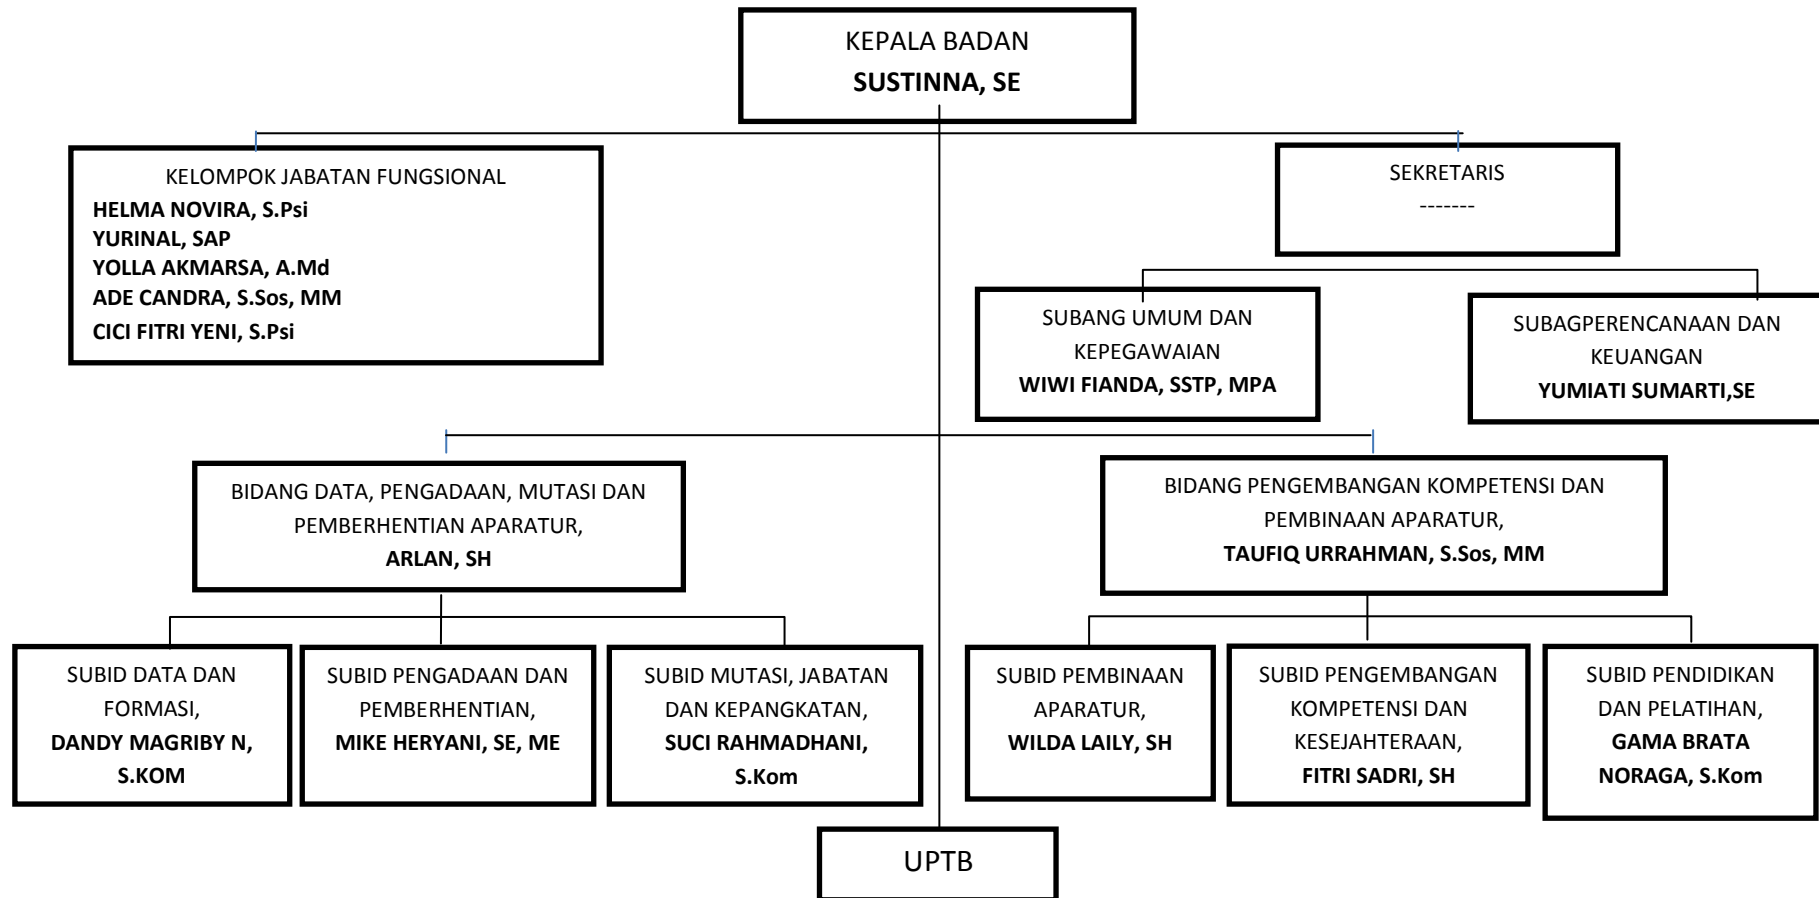 KEPALA BADAN
SUSTINNA, SE
KELOMPOK JABATAN FUNGSIONAL
HELMA NOVIRA, S.Psi
YURINAL, SAP
YOLLA AKMARSA, A.Md
ADE CANDRA, S.Sos, MM
CICI FITRI YENI, S.Psi
SEKRETARIS
-------
SUBANG UMUM DAN
KEPEGAWAIAN
WIWI FIANDA, SSTP, MPA
SUBAGPERENCANAAN DAN
KEUANGAN
YUMIATI SUMARTI,SE
BIDANG DATA, PENGADAAN, MUTASI DAN
PEMBERHENTIAN APARATUR,
ARLAN, SH
BIDANG PENGEMBANGAN KOMPETENSI DAN
PEMBINAAN APARATUR,
TAUFIQ URRAHMAN, S.Sos, MM
SUBID DATA DAN
FORMASI,
DANDY MAGRIBY N,
S.KOM
SUBID PENGADAAN DAN
PEMBERHENTIAN,
MIKE HERYANI, SE, ME
SUBID MUTASI, JABATAN
DAN KEPANGKATAN,
SUCI RAHMADHANI,
S.Kom
SUBID PEMBINAAN
APARATUR,
WILDA LAILY, SH
SUBID PENGEMBANGAN
KOMPETENSI DAN
KESEJAHTERAAN,
FITRI SADRI, SH
SUBID PENDIDIKAN
DAN PELATIHAN,
GAMA BRATA
NORAGA, S.Kom
UPTB